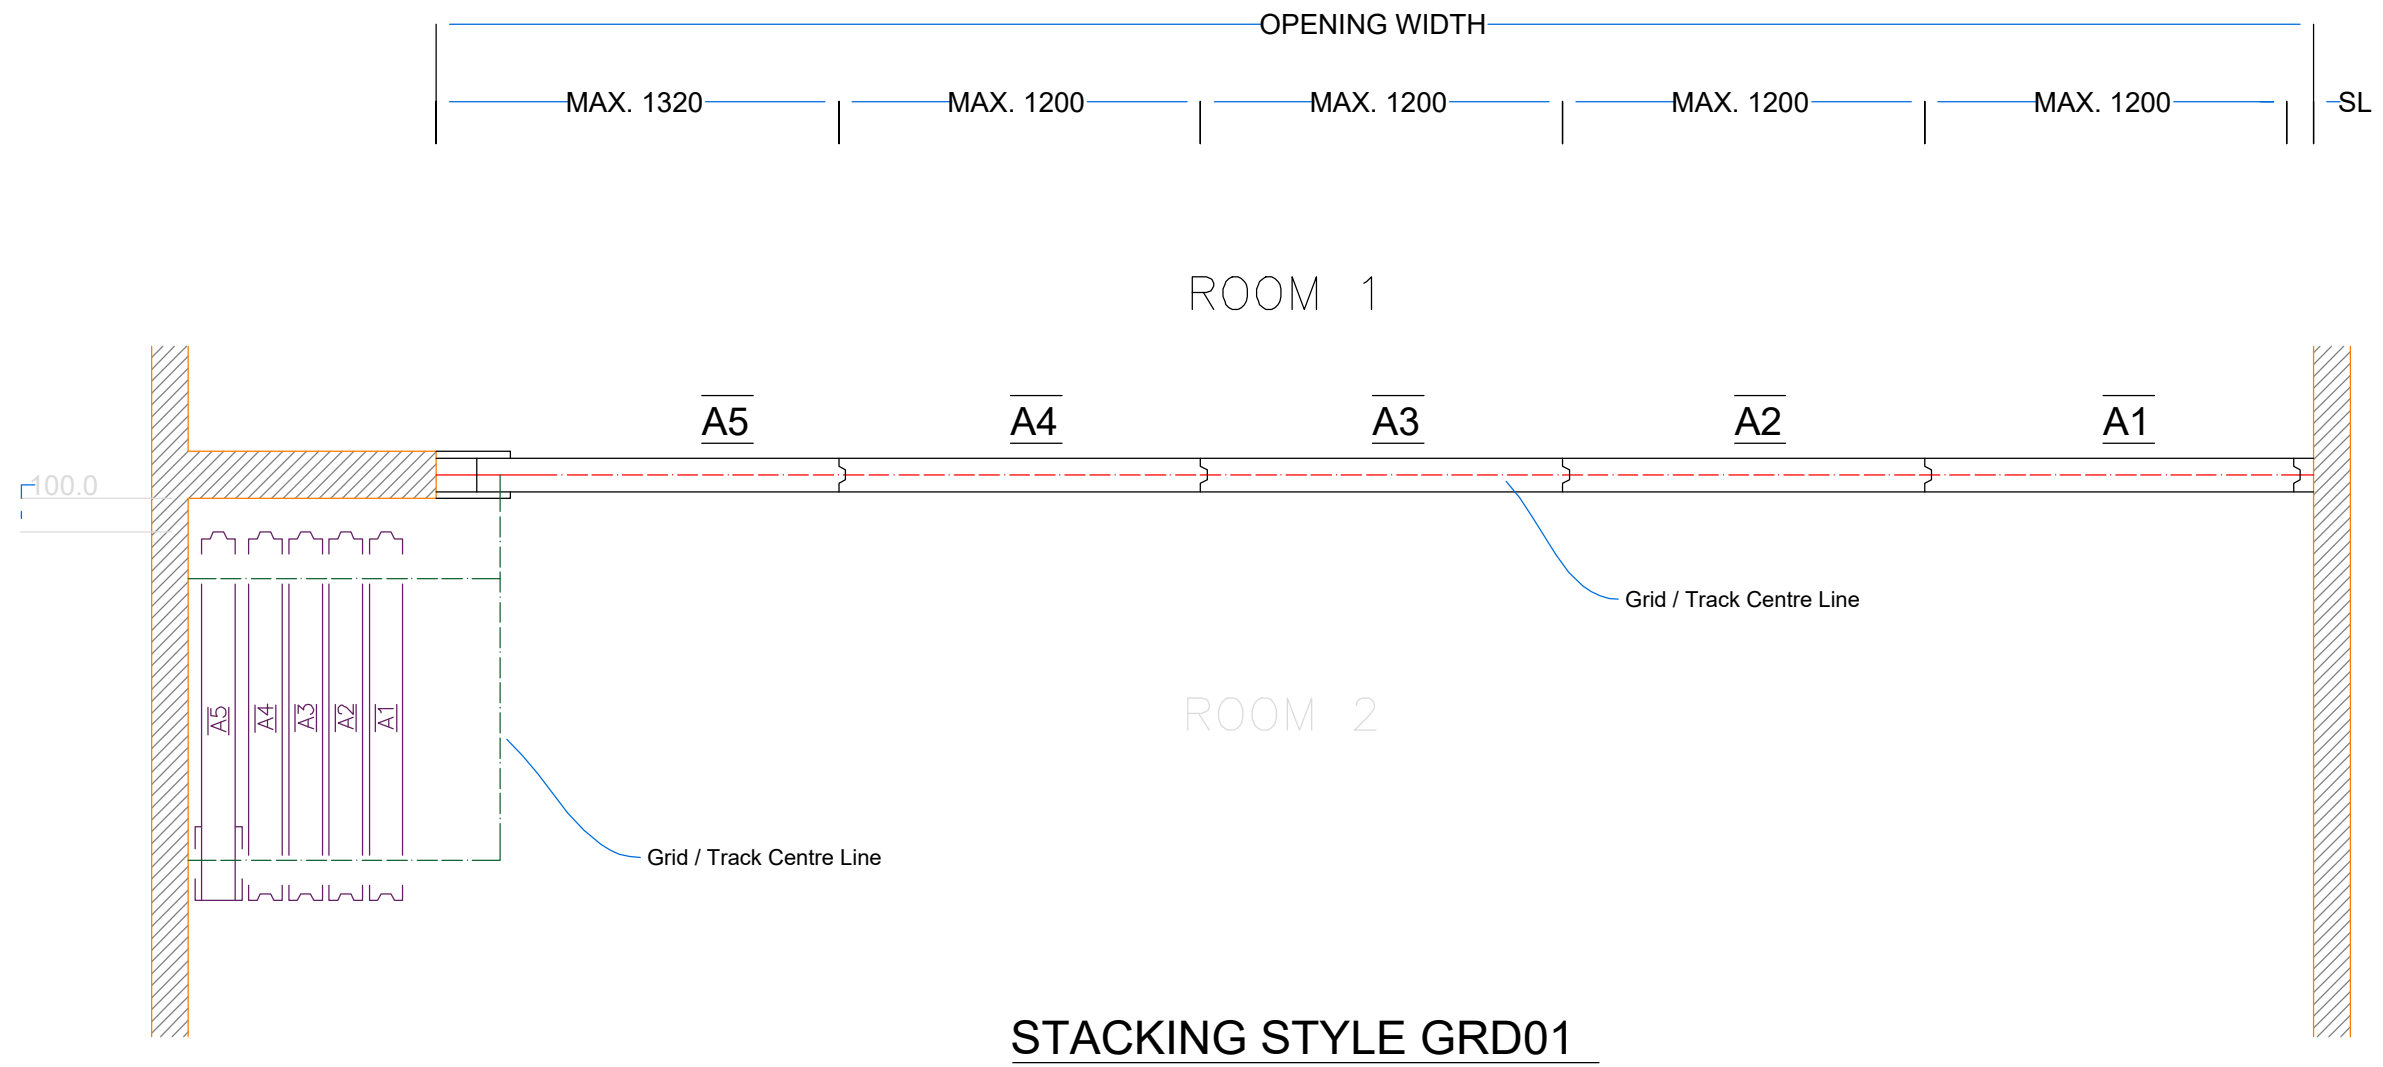 OPENING WIDTH
MAX. 1320 MAX. 1200 MAX. 1200 MAX. 1200 MAX. 1200 SL
ROOM 1
A5 A4 A3 A2 A1
100.0
Grid / Track Centre Line
ROOM 2
A5 A4 A3 A2 A1
Grid / Track Centre Line
STACKING STYLE GRD01